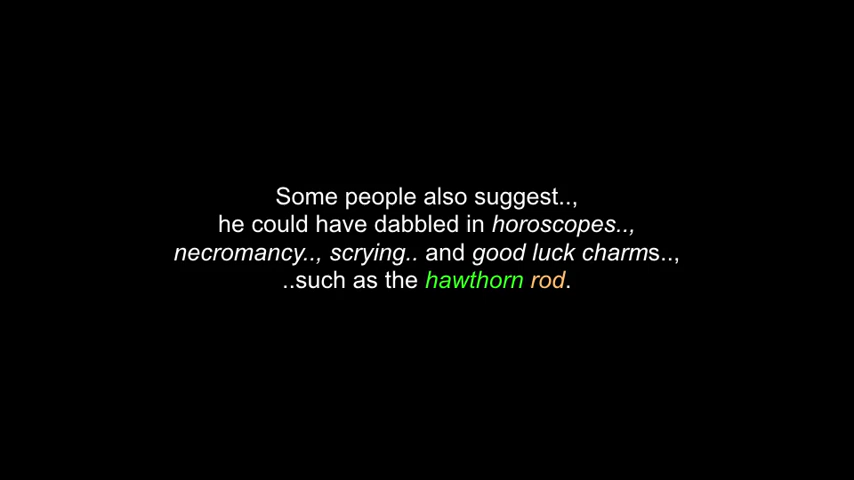 Some people also suggest..,
he could have dabbled in horoscopes..,
necromancy.., scrying.. and good luck charms..,
..such as the hawthorn rod.